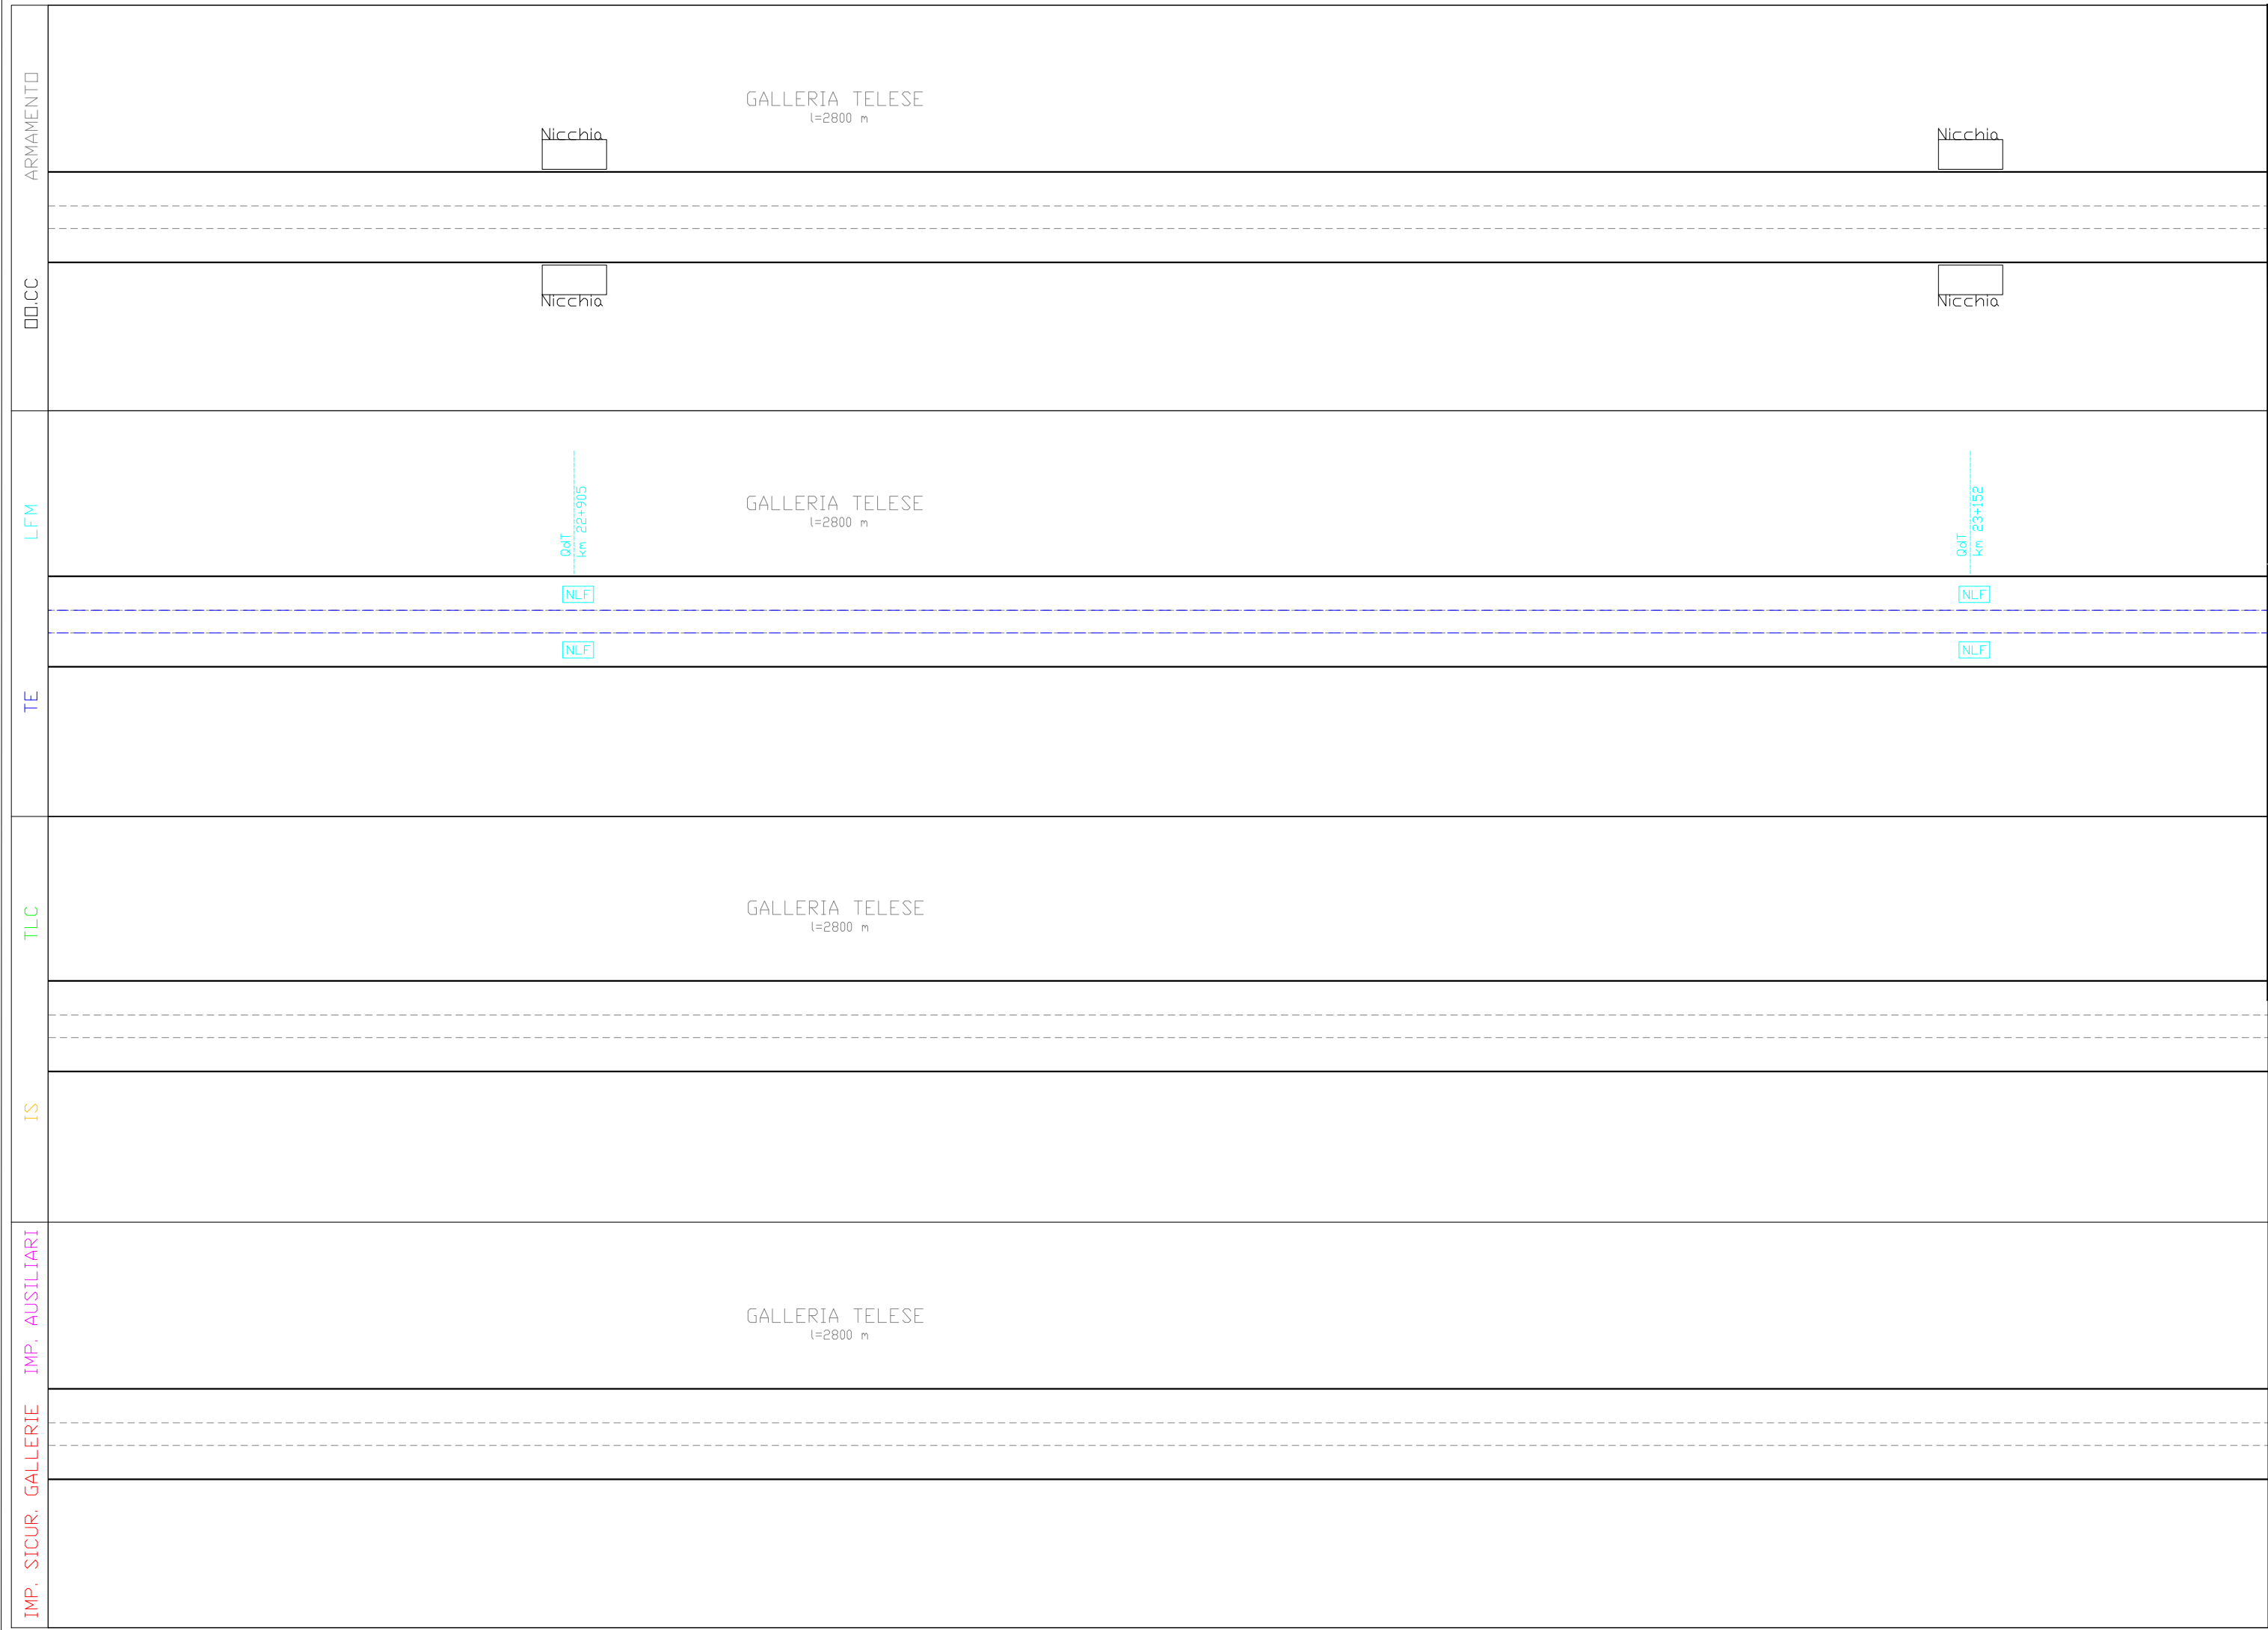 ARMAMENTO
OO.CC
GALLERIA TELESE
l=2800 m
Nicchia
Nicchia
Nicchia
Nicchia
LFM
TE
QdT
km 22+905
GALLERIA TELESE
l=2800 m
QdT
km 23+152
NLF
NLF
NLF
NLF
TLC
IS
GALLERIA TELESE
l=2800 m
IMP. AUSILIARI
IMP. SICUR. GALLERIE
GALLERIA TELESE
l=2800 m